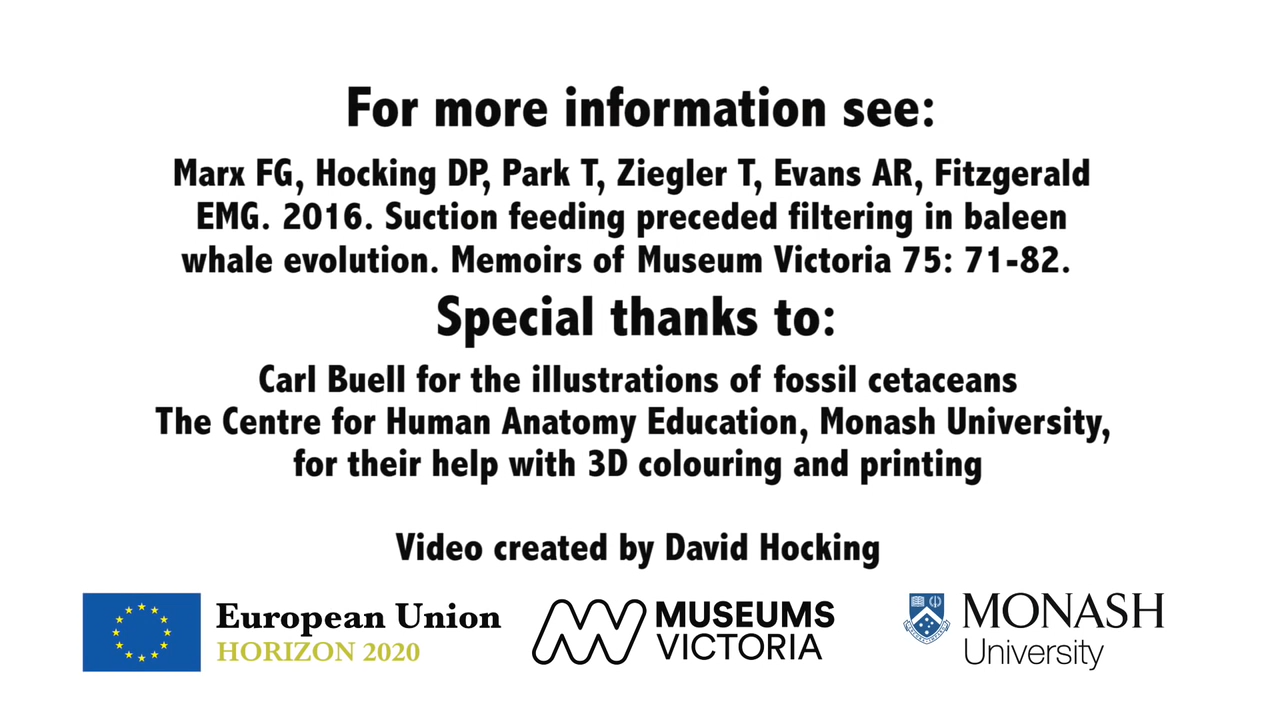 For more information see:
Marx FG, Hocking DP, Park T, Ziegler T, Evans AR, Fitzgerald
EMG. 2016. Suction feeding preceded filtering in baleen
whale evolution. Memoirs of Museum Victoria 75: 71-82.
Special thanks to:
Carl Buell for the illustrations of fossil cetaceans
The Centre for Human Anatomy Education, Monash University,
for their help with 3D colouring and printing
Video created by David Hocking
European Union
HORIZON 2020
MUSEUMS
VICTORIA
MONASH
University